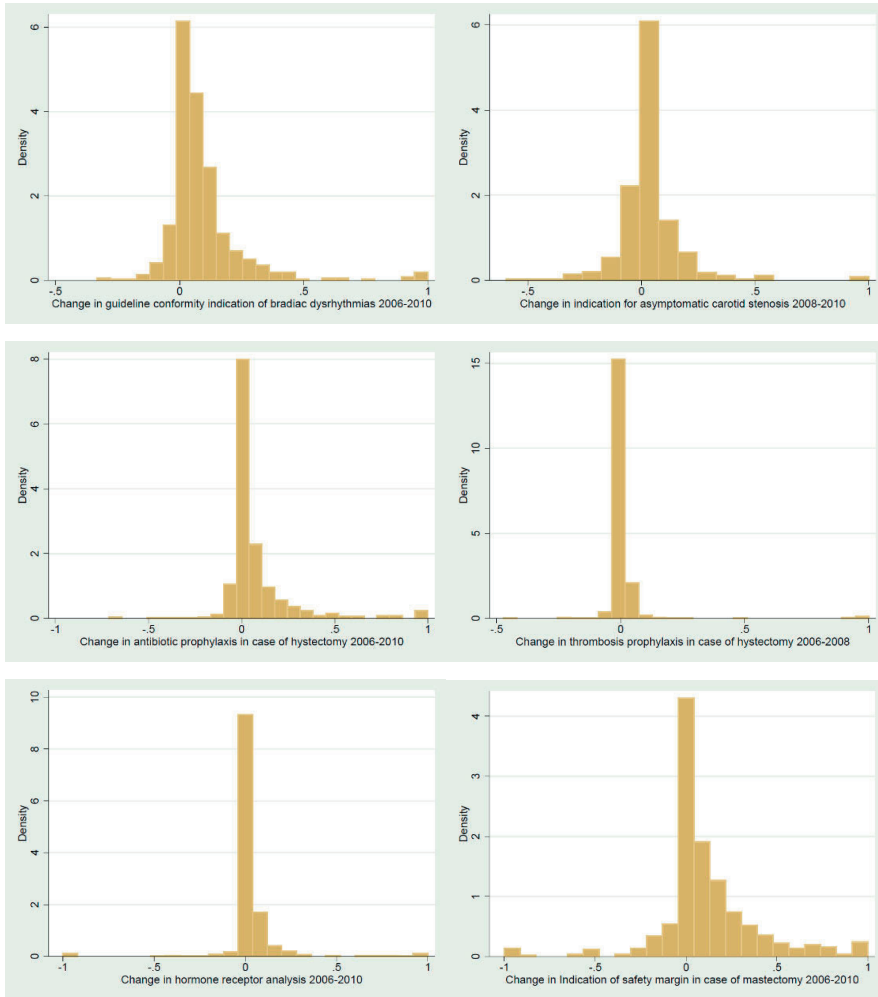 Density
6
4
2
0
-.5 0 .5 1
Change in guideline conformity indication of bradiac dysrhythmias 2006-2010
Density
6
4
2
0
-.5 0 .5 1
Change in indication for asymptomatic carotid stenosis 2008-2010
Density
8
6
4
2
0
-1 -.5 0 .5 1
Change in antibiotic prophylaxis in case of hystectomy 2006-2010
Density
15
10
5
0
-.5 0 .5 1
Change in thrombosis prophylaxis in case of hystectomy 2006-2008
Density
10
8
6
4
2
0
-1 -.5 0 .5 1
Change in hormone receptor analysis 2006-2010
Density
4
3
2
1
0
-1 -.5 0 .5 1
Change in Indication of safety margin in case of mastectomy 2006-2010